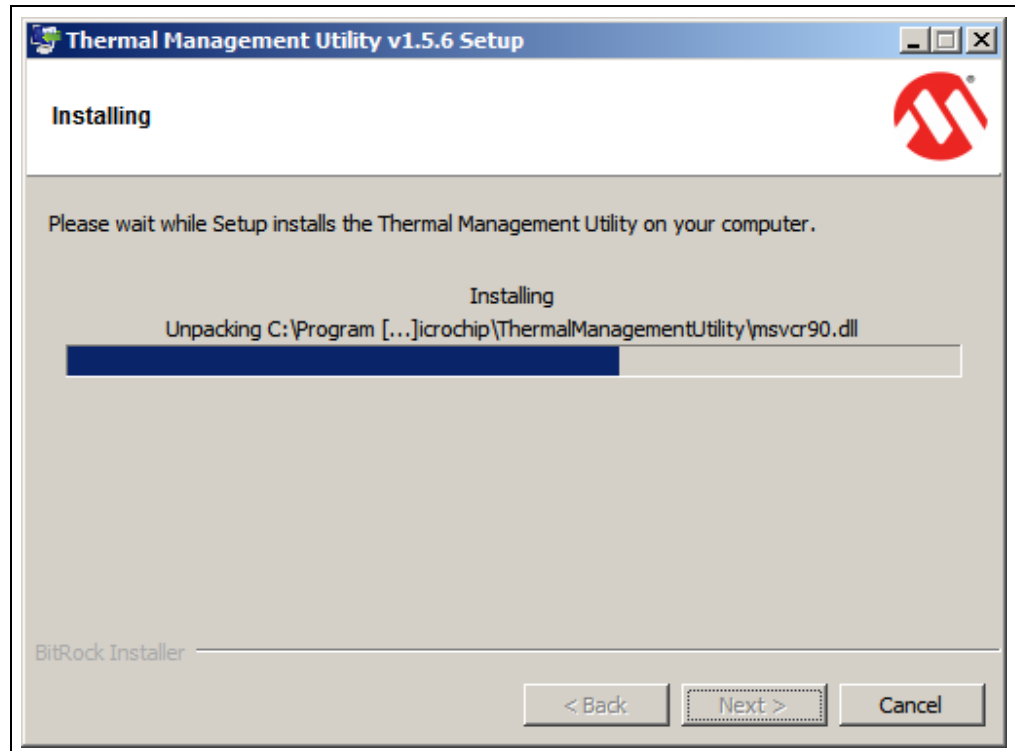 Thermal Management Utility v1.5.6 Setup
Installing
Please wait while Setup installs the Thermal Management Utility on your computer.
Installing
Unpacking C:\Program [...]icrochip\ThermalManagementUtility\msvcr90.dll
BitRock Installer
< Back Next > Cancel